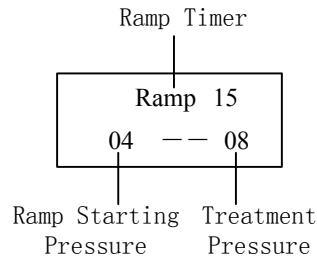 Ramp Timer
Ramp 15
04 —— 08
Ramp Starting Treatment
Pressure Pressure